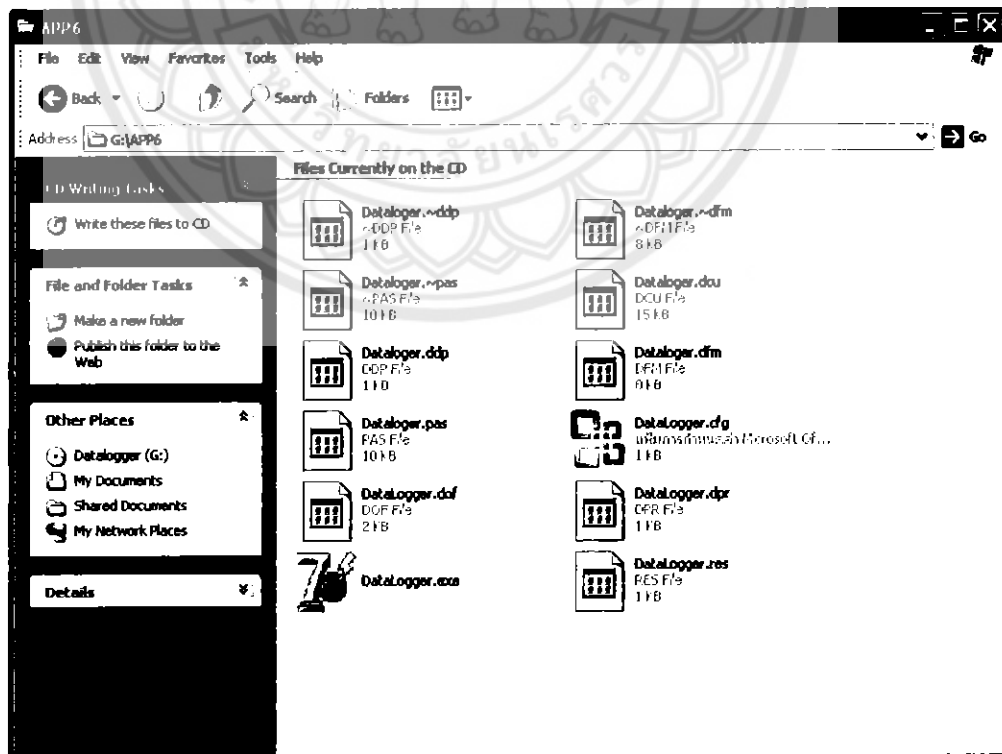 APP6
File Edit View Favorites Tools Help
Back Search Folders
Address G:\APP6 Go
CD Writing Tasks
Write these files to CD
File and Folder Tasks
Make a new folder
Publish this folder to the
Web
Other Places
Datalogger (G:)
My Documents
Shared Documents
My Network Places
Details
Files Currently on the CD
Dataloger.~ddp
~DDP File
1 KB
Dataloger.~dfm
~DFM File
8 KB
Dataloger.~pas
~PAS File
10 KB
Dataloger.dcu
DCU File
15 KB
Dataloger.ddp
DDP File
1 KB
Dataloger.dfm
DFM File
Dataloger.pas
PAS File
10 KB
DataLogger.cfg
Microsoft Of...
1 KB
DataLogger.dof
DOF File
2 KB
DataLogger.dpr
DPR File
1 KB
DataLogger.exe
DataLogger.res
RES File
1 KB